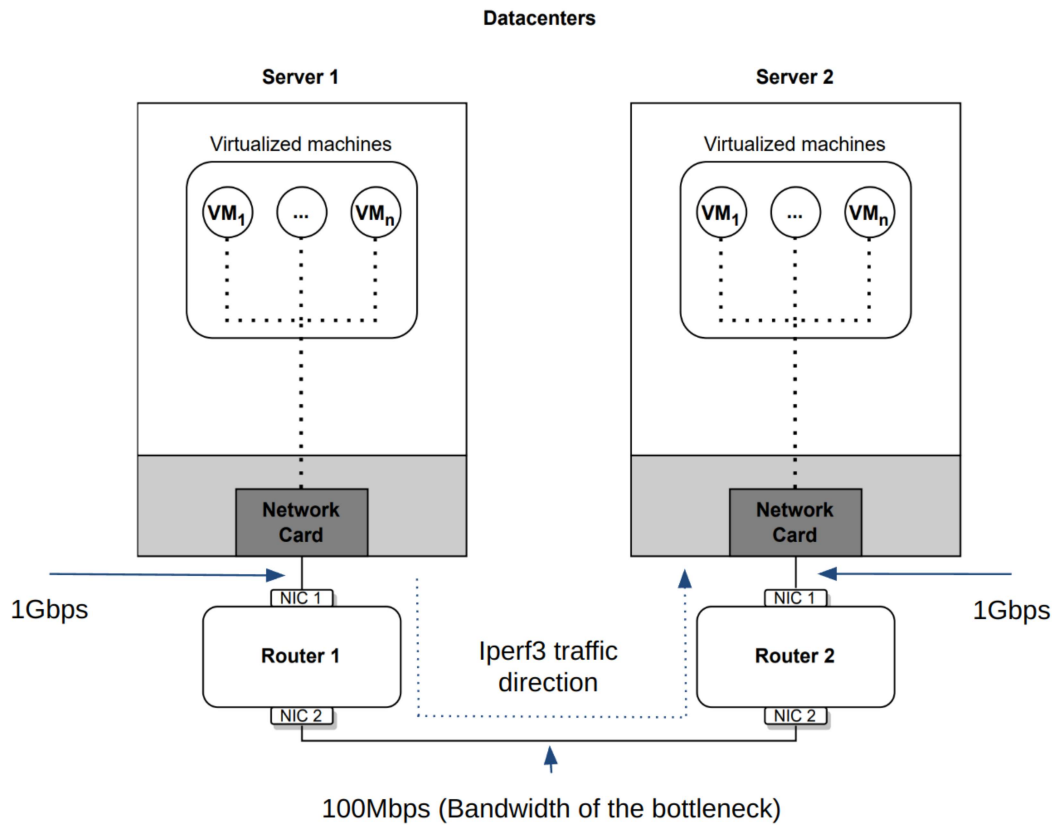 Datacenters
Server 1
Server 2
Virtualized machines
Virtualized machines
VM1
...
VMn
VM1
...
VMn
Network
Card
Network
Card
1Gbps
1Gbps
NIC 1
NIC 1
Router 1
Iperf3 traffic
direction
Router 2
NIC 2
NIC 2
100Mbps (Bandwidth of the bottleneck)